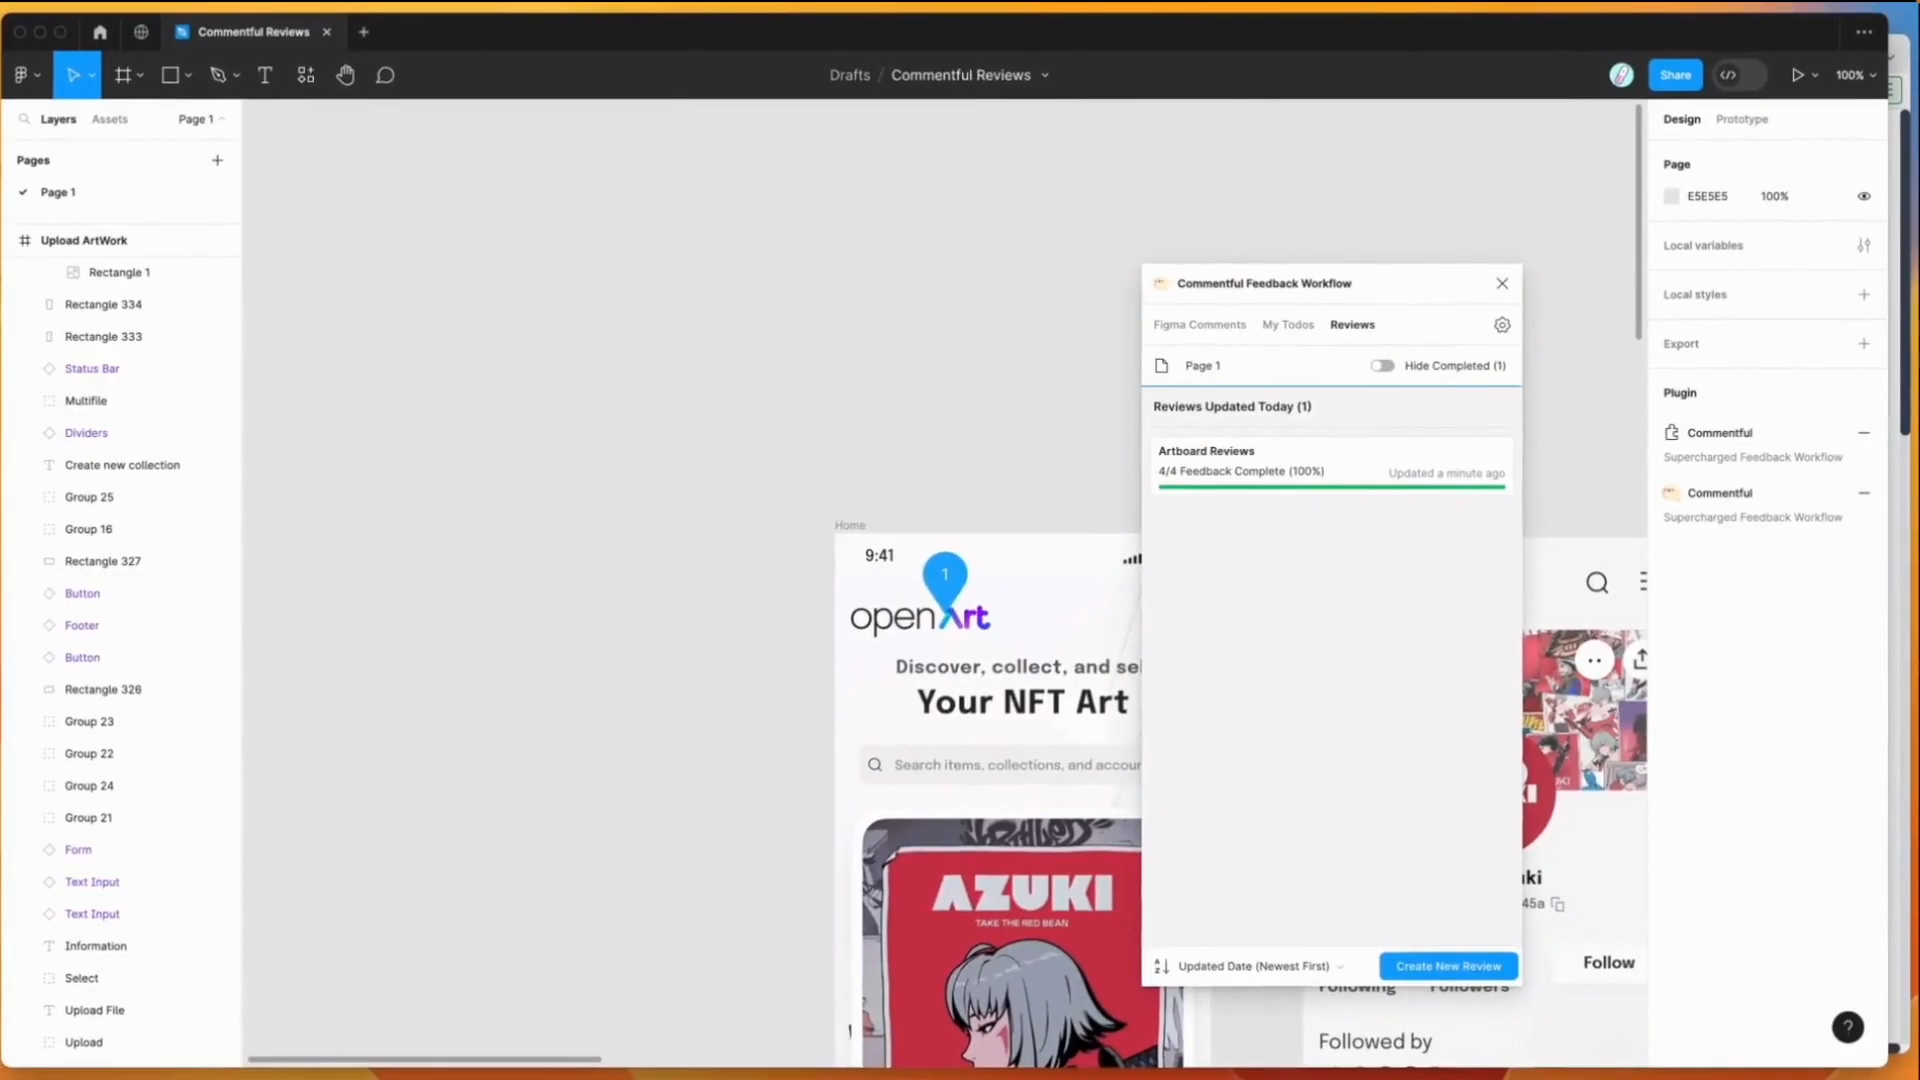 Commentful Reviews
Drafts / Commentful Reviews
Share
100%
Layers
Assets
Page 1
Pages
Page 1
Upload ArtWork
Rectangle 1
Rectangle 334
Rectangle 333
Status Bar
Multifile
Dividers
Create new collection
Group 25
Group 16
Rectangle 327
Button
Footer
Button
Rectangle 326
Group 23
Group 22
Group 24
Group 21
Form
Text Input
Text Input
Information
Select
Upload File
Upload
Home
9:41
1
openArt
Discover, collect, and se
Your NFT Art
Search items, collections, and accour
AZUKI
TAKE THE RED BEAN
Commentful Feedback Workflow
Figma Comments
My Todos
Reviews
Page 1
Hide Completed (1)
Reviews Updated Today (1)
Artboard Reviews
4/4 Feedback Complete (100%)
Updated a minute ago
Updated Date (Newest First)
Create New Review
KI
ki
45a
Follow
Following
Followers
Followed by
Design
Prototype
Page
E5E5E5
100%
Local variables
Local styles
Export
Plugin
Commentful
Supercharged Feedback Workflow
Commentful
Supercharged Feedback Workflow
?